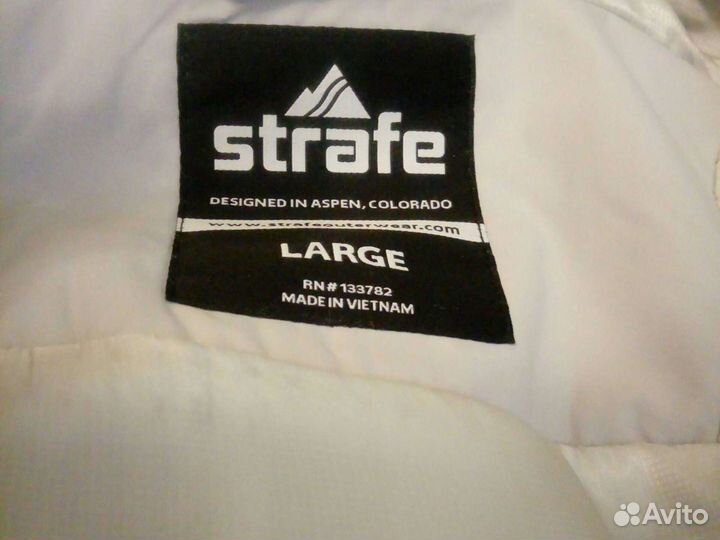 strafe
DESIGNED IN ASPEN, COLORADO
www.strafeouterwear.com
LARGE
RN# 133782
MADE IN VIETNAM
Avito